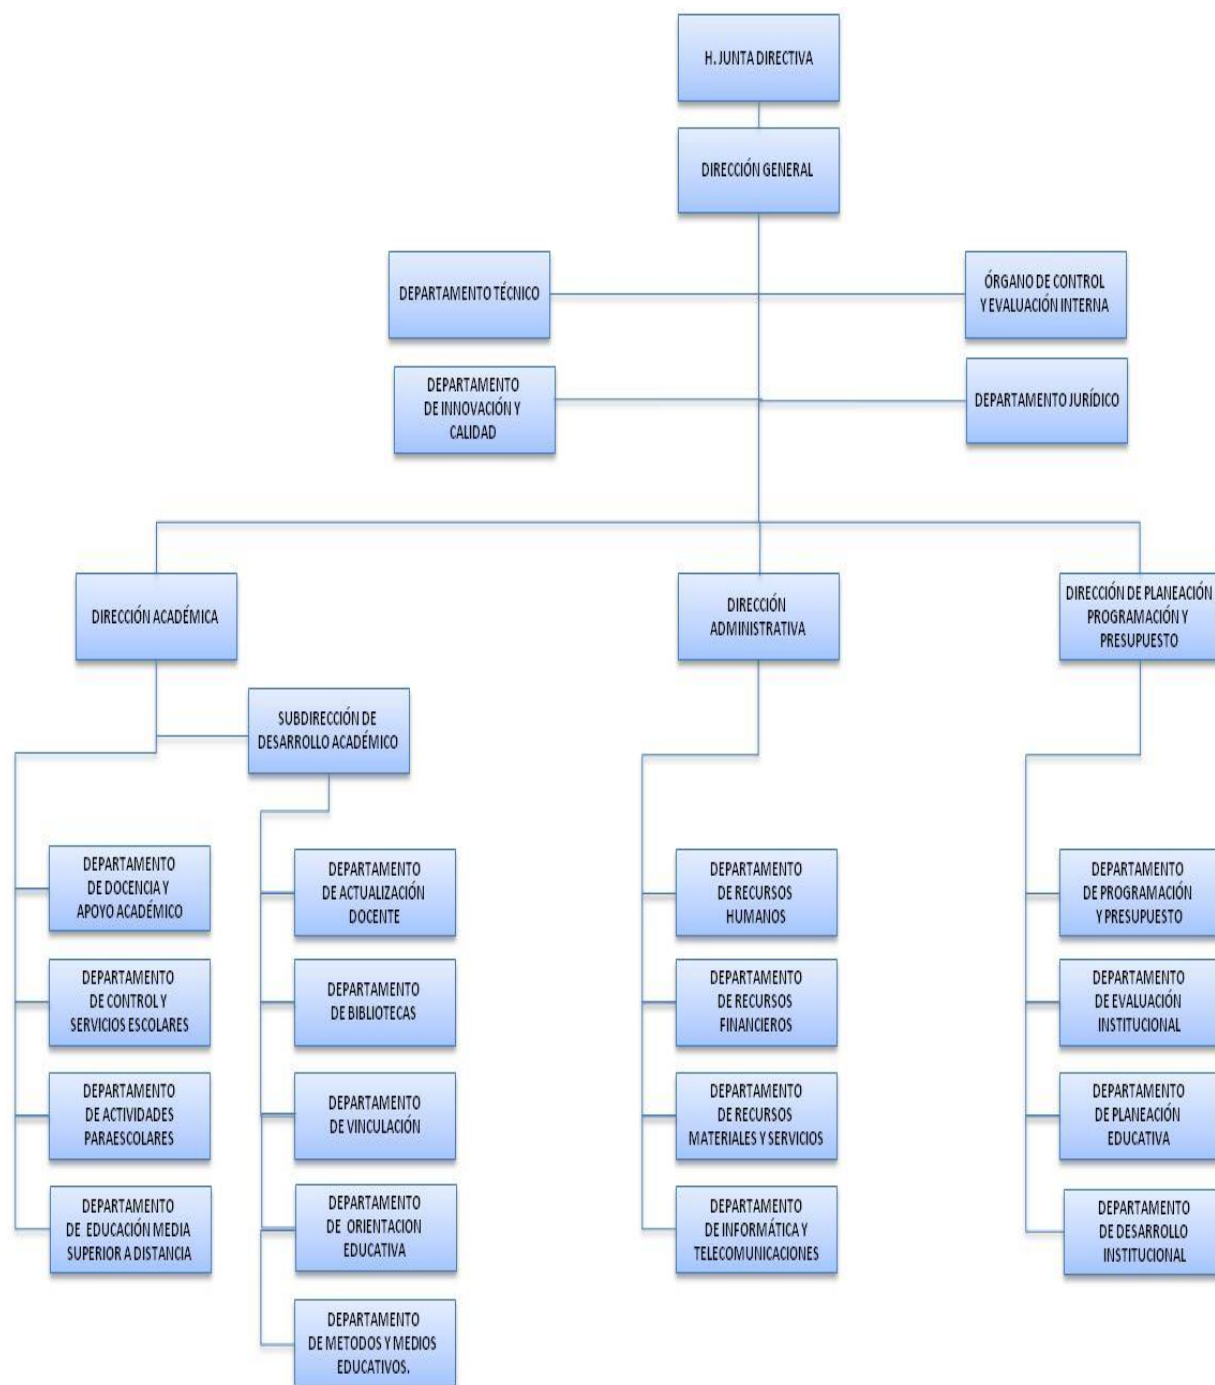 H. JUNTA DIRECTIVA
DIRECCIÓN GENERAL
DEPARTAMENTO TÉCNICO
ÓRGANO DE CONTROL
Y EVALUACIÓN INTERNA
DEPARTAMENTO
DE INNOVACIÓN Y
CALIDAD
DEPARTAMENTO JURÍDICO
DIRECCIÓN ACADÉMICA
DIRECCIÓN
ADMINISTRATIVA
DIRECCIÓN DE PLANEACIÓN
PROGRAMACIÓN Y
PRESUPUESTO
SUBDIRECCIÓN DE
DESARROLLO ACADÉMICO
DEPARTAMENTO
DE DOCENCIA Y
APOYO ACADÉMICO
DEPARTAMENTO
DE CONTROL Y
SERVICIOS ESCOLARES
DEPARTAMENTO
DE ACTIVIDADES
PARAESCOLARES
DEPARTAMENTO
DE EDUCACIÓN MEDIA
SUPERIOR A DISTANCIA
DEPARTAMENTO
DE ACTUALIZACIÓN
DOCENTE
DEPARTAMENTO
DE BIBLIOTECAS
DEPARTAMENTO
DE VINCULACIÓN
DEPARTAMENTO
DE ORIENTACION
EDUCATIVA
DEPARTAMENTO
DE METODOS Y MEDIOS
EDUCATIVOS.
DEPARTAMENTO
DE RECURSOS
HUMANOS
DEPARTAMENTO
DE RECURSOS
FINANCIEROS
DEPARTAMENTO
DE RECURSOS
MATERIALES Y SERVICIOS
DEPARTAMENTO
DE INFORMÁTICA Y
TELECOMUNICACIONES
DEPARTAMENTO
DE PROGRAMACIÓN
Y PRESUPUESTO
DEPARTAMENTO
DE EVALUACIÓN
INSTITUCIONAL
DEPARTAMENTO
DE PLANEACIÓN
EDUCATIVA
DEPARTAMENTO
DE DESARROLLO
INSTITUCIONAL